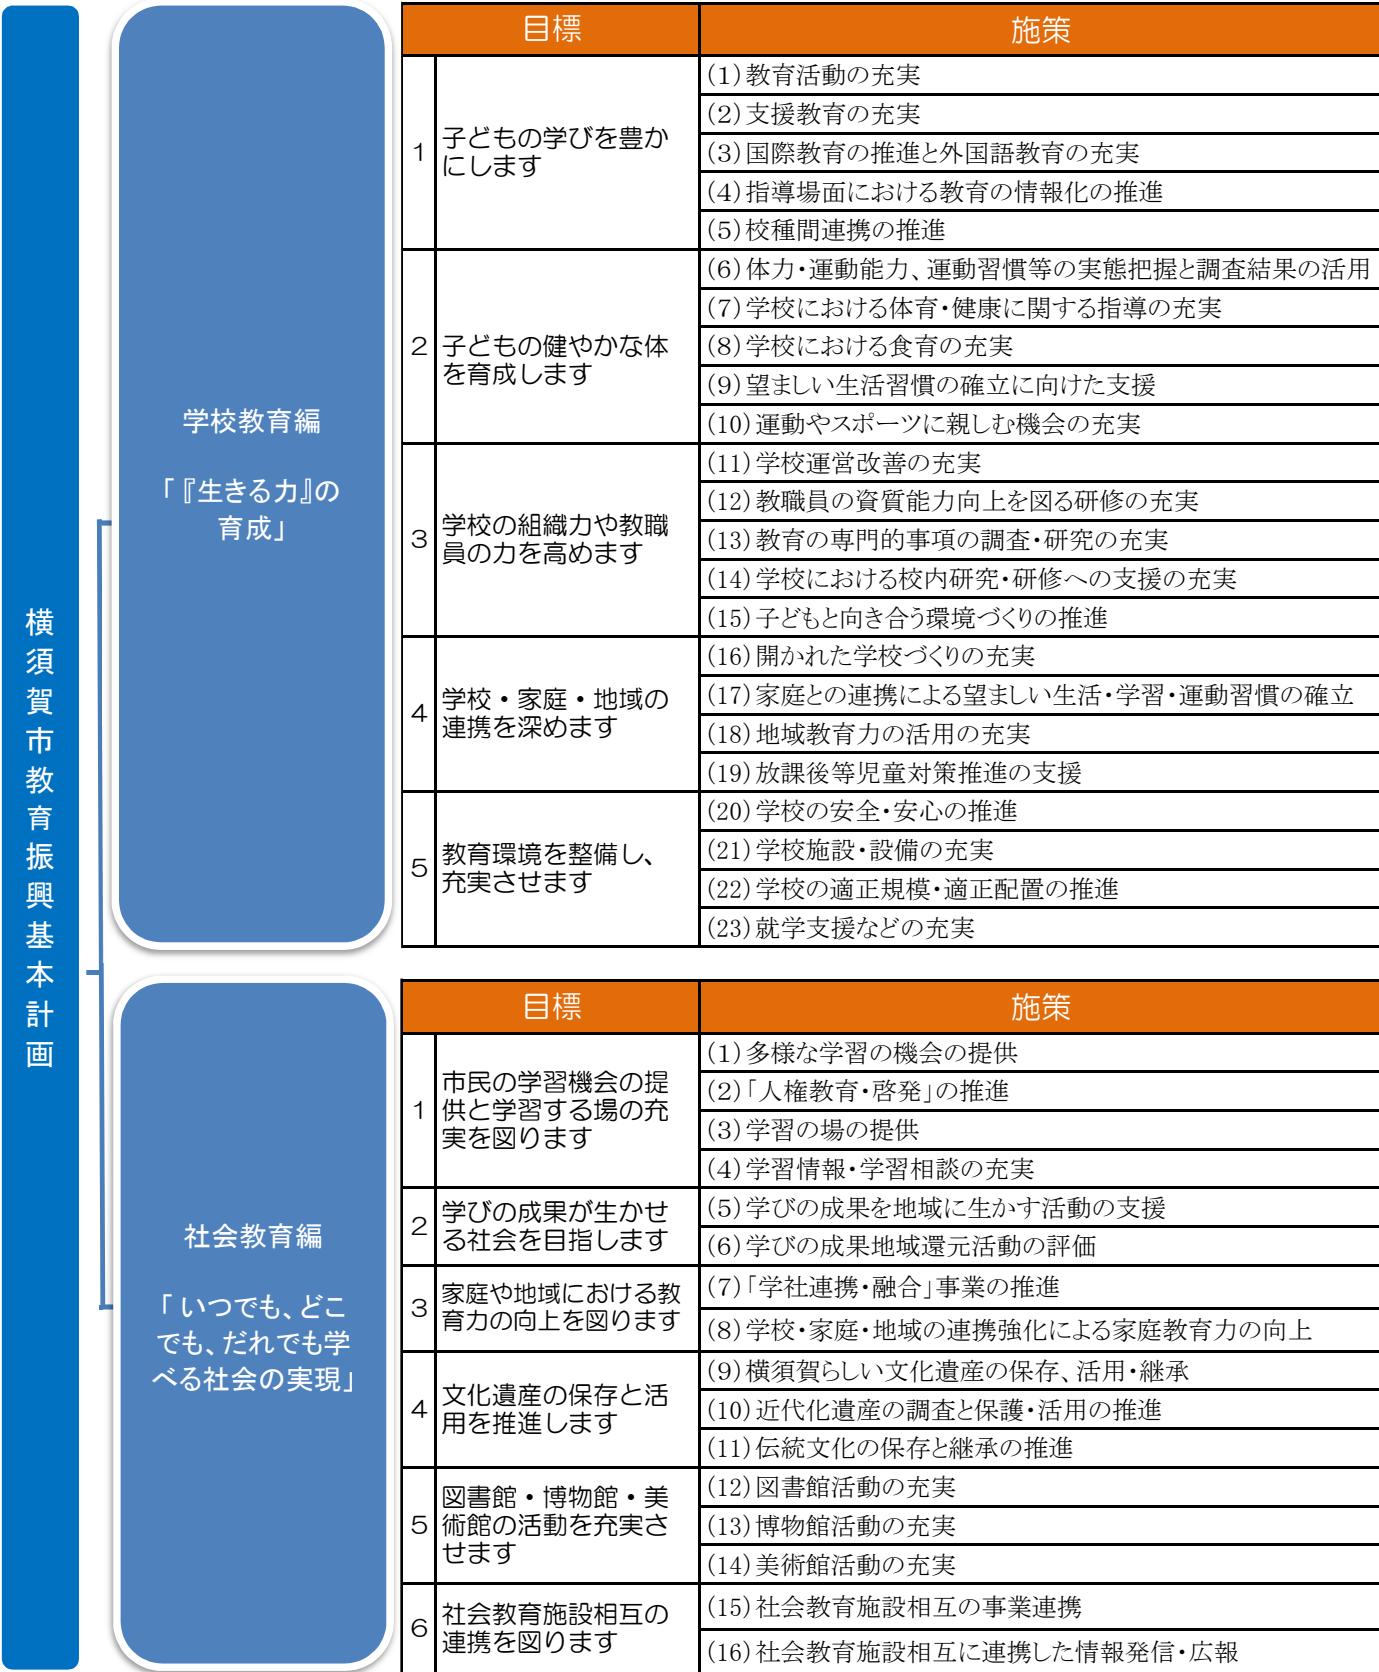 横須賀市教育振興基本計画
学校教育編
「『生きる力』の
育成」
目標 施策
1 子どもの学びを豊か
にします
(1)教育活動の充実
(2)支援教育の充実
(3)国際教育の推進と外国語教育の充実
(4)指導場面における教育の情報化の推進
(5)校種間連携の推進
2 子どもの健やかな体
を育成します
(6)体力・運動能力、運動習慣等の実態把握と調査結果の活用
(7)学校における体育・健康に関する指導の充実
(8)学校における食育の充実
(9)望ましい生活習慣の確立に向けた支援
(10)運動やスポーツに親しむ機会の充実
3 学校の組織力や教職
員の力を高めます
(11)学校運営改善の充実
(12)教職員の資質能力向上を図る研修の充実
(13)教育の専門的事項の調査・研究の充実
(14)学校における校内研究・研修への支援の充実
(15)子どもと向き合う環境づくりの推進
4 学校・家庭・地域の
連携を深めます
(16)開かれた学校づくりの充実
(17)家庭との連携による望ましい生活・学習・運動習慣の確立
(18)地域教育力の活用の充実
(19)放課後等児童対策推進の支援
5 教育環境を整備し、
充実させます
(20)学校の安全・安心の推進
(21)学校施設・設備の充実
(22)学校の適正規模・適正配置の推進
(23)就学支援などの充実
社会教育編
「いつでも、どこ
でも、だれでも学
べる社会の実現」
目標 施策
1 市民の学習機会の提
供と学習する場の充
実を図ります
(1)多様な学習の機会の提供
(2)「人権教育・啓発」の推進
(3)学習の場の提供
(4)学習情報・学習相談の充実
2 学びの成果が生かせ
る社会を目指します
(5)学びの成果を地域に生かす活動の支援
(6)学びの成果地域還元活動の評価
3 家庭や地域における教
育力の向上を図ります
(7)「学社連携・融合」事業の推進
(8)学校・家庭・地域の連携強化による家庭教育力の向上
4 文化遺産の保存と活
用を推進します
(9)横須賀らしい文化遺産の保存、活用・継承
(10)近代化遺産の調査と保護・活用の推進
(11)伝統文化の保存と継承の推進
5 図書館・博物館・美
術館の活動を充実さ
せます
(12)図書館活動の充実
(13)博物館活動の充実
(14)美術館活動の充実
6 社会教育施設相互の
連携を図ります
(15)社会教育施設相互の事業連携
(16)社会教育施設相互に連携した情報発信・広報